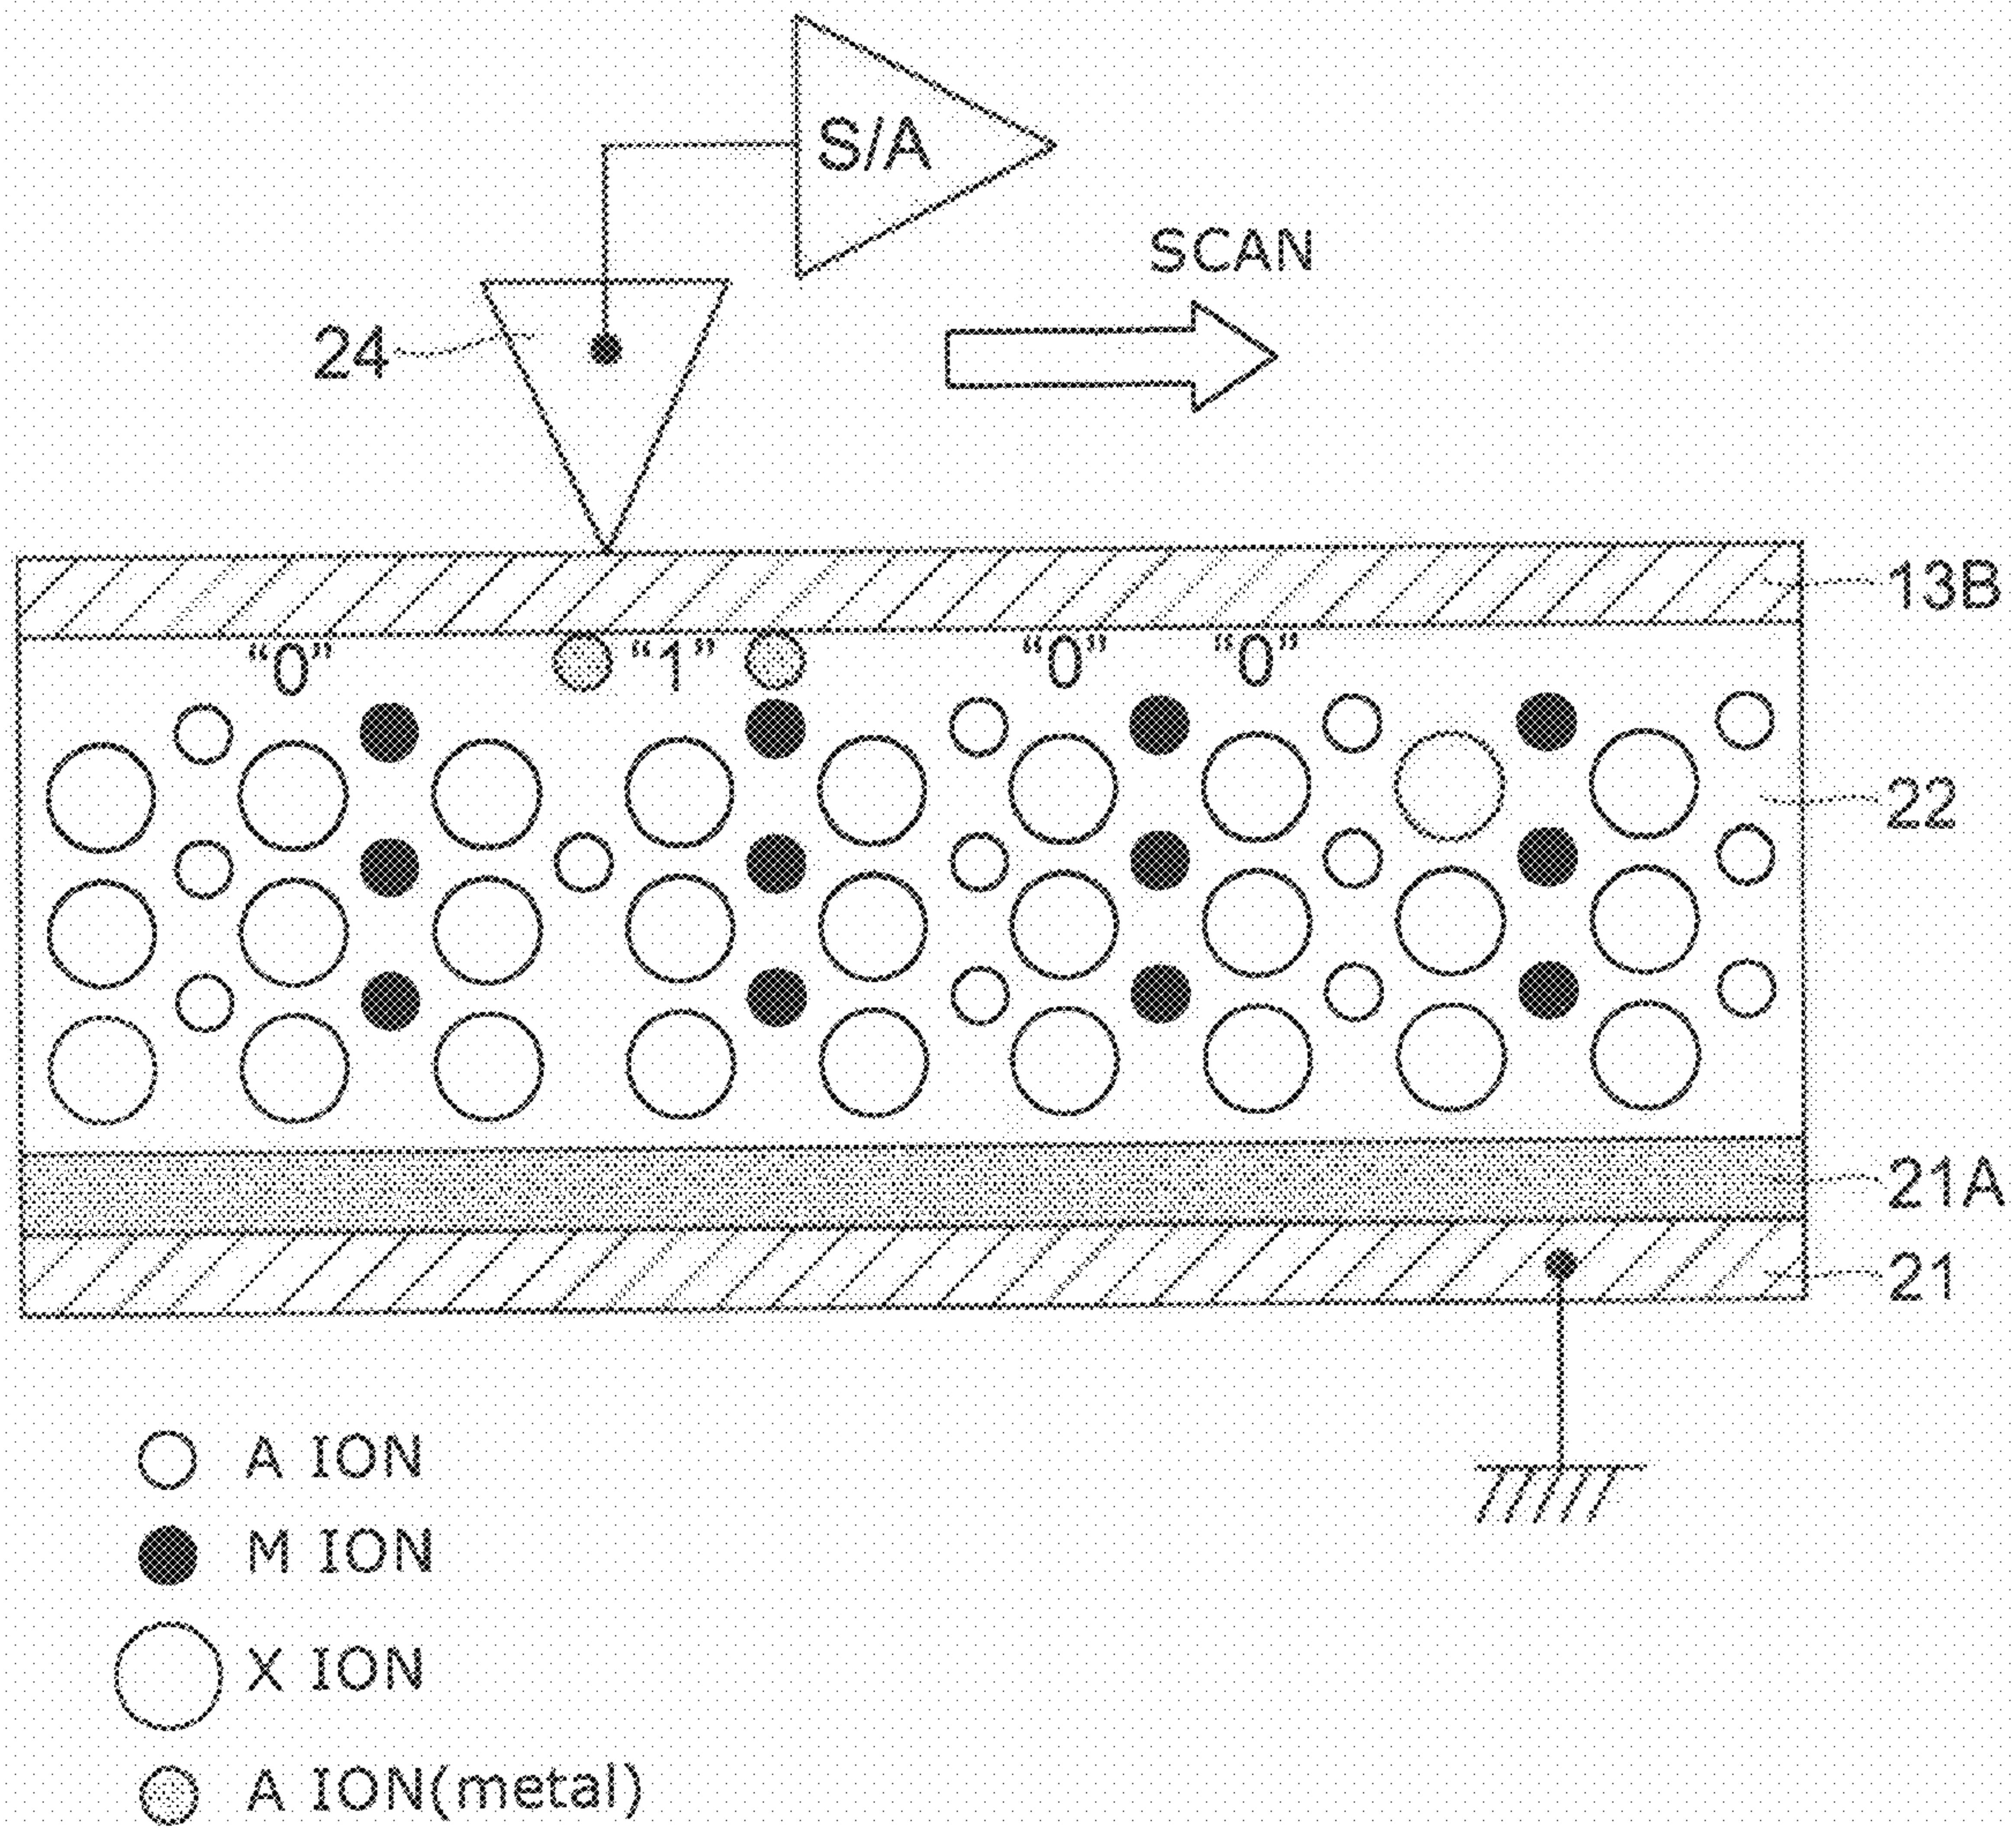 S/A
SCAN
24
13B
“0” “1” “0” “0”
22
21A
21
A ION
M ION
X ION
A ION(metal)